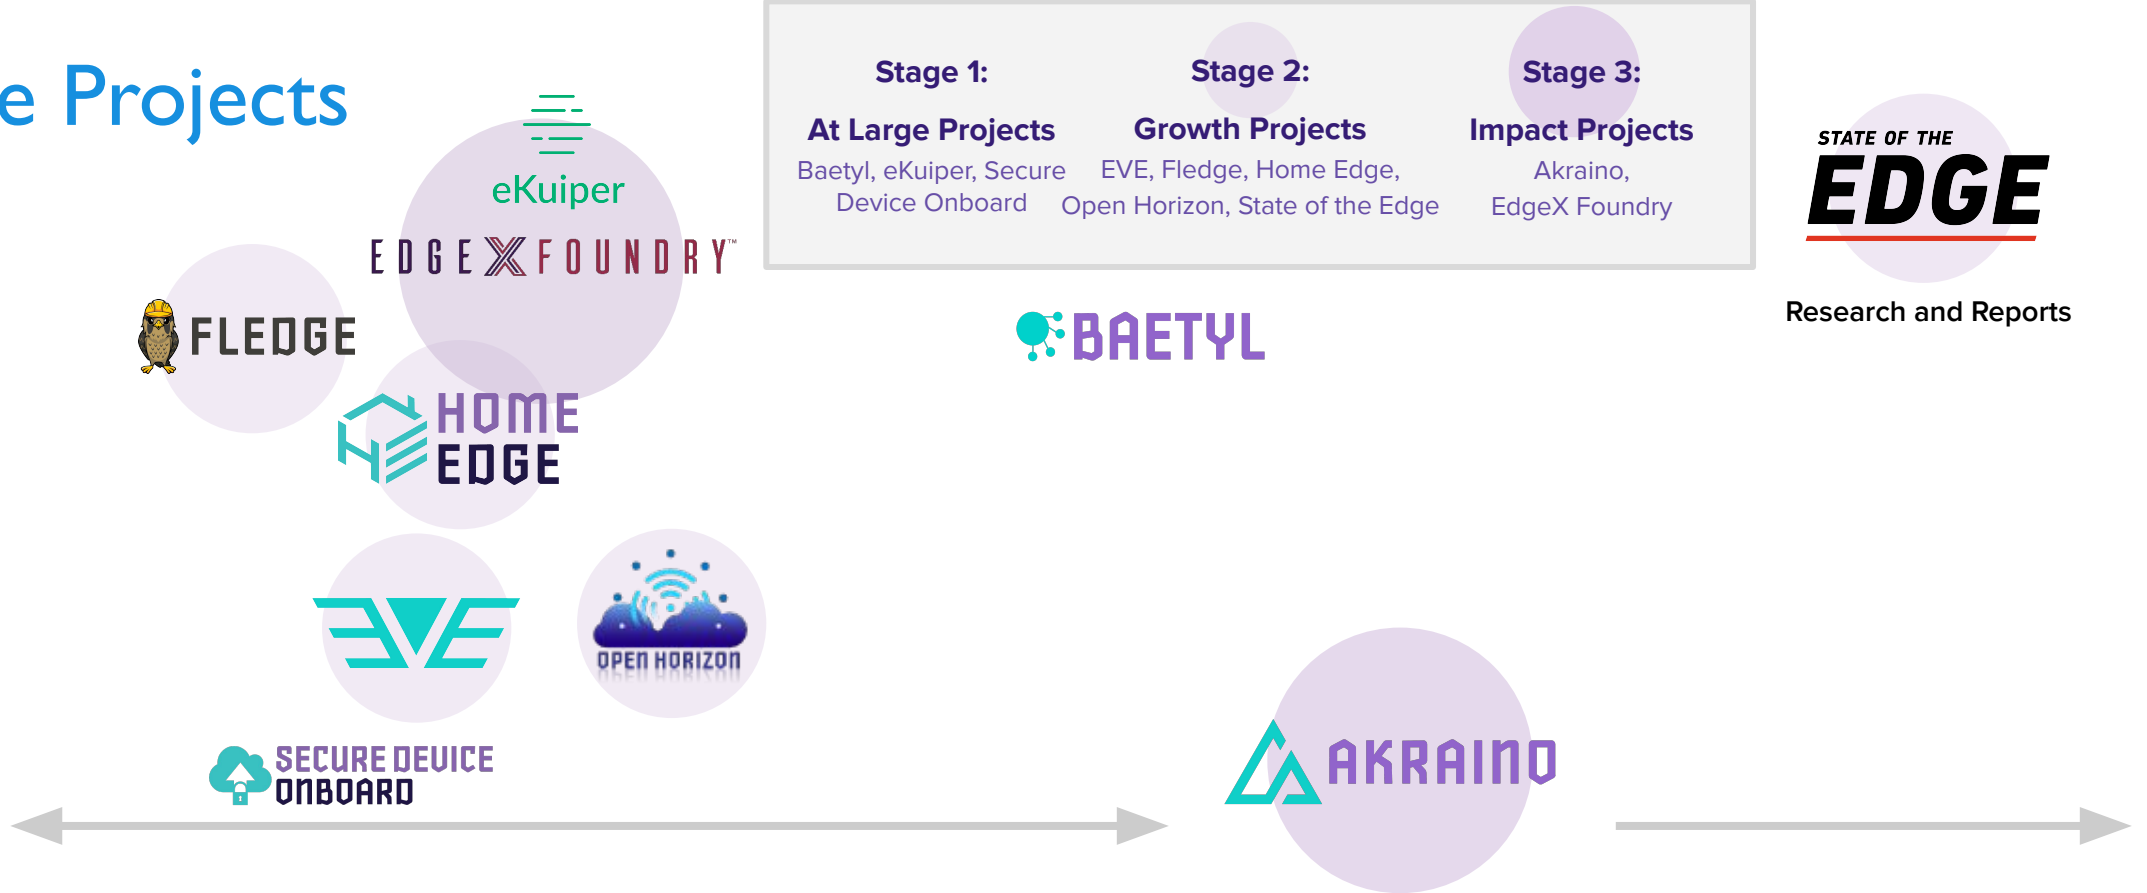 e Projects
eKuiper
EDGE X FOUNDRY™
FLEDGE
HOME
EDGE
EVE
OPEN HORIZON
SECURE DEVICE
ONBOARD
Stage 1:
At Large Projects
Baetyl, eKuiper, Secure
Device Onboard
Stage 2:
Growth Projects
EVE, Fledge, Home Edge,
Open Horizon, State of the Edge
Stage 3:
Impact Projects
Akraino,
EdgeX Foundry
STATE OF THE
EDGE
Research and Reports
BAETYL
AKRAINO